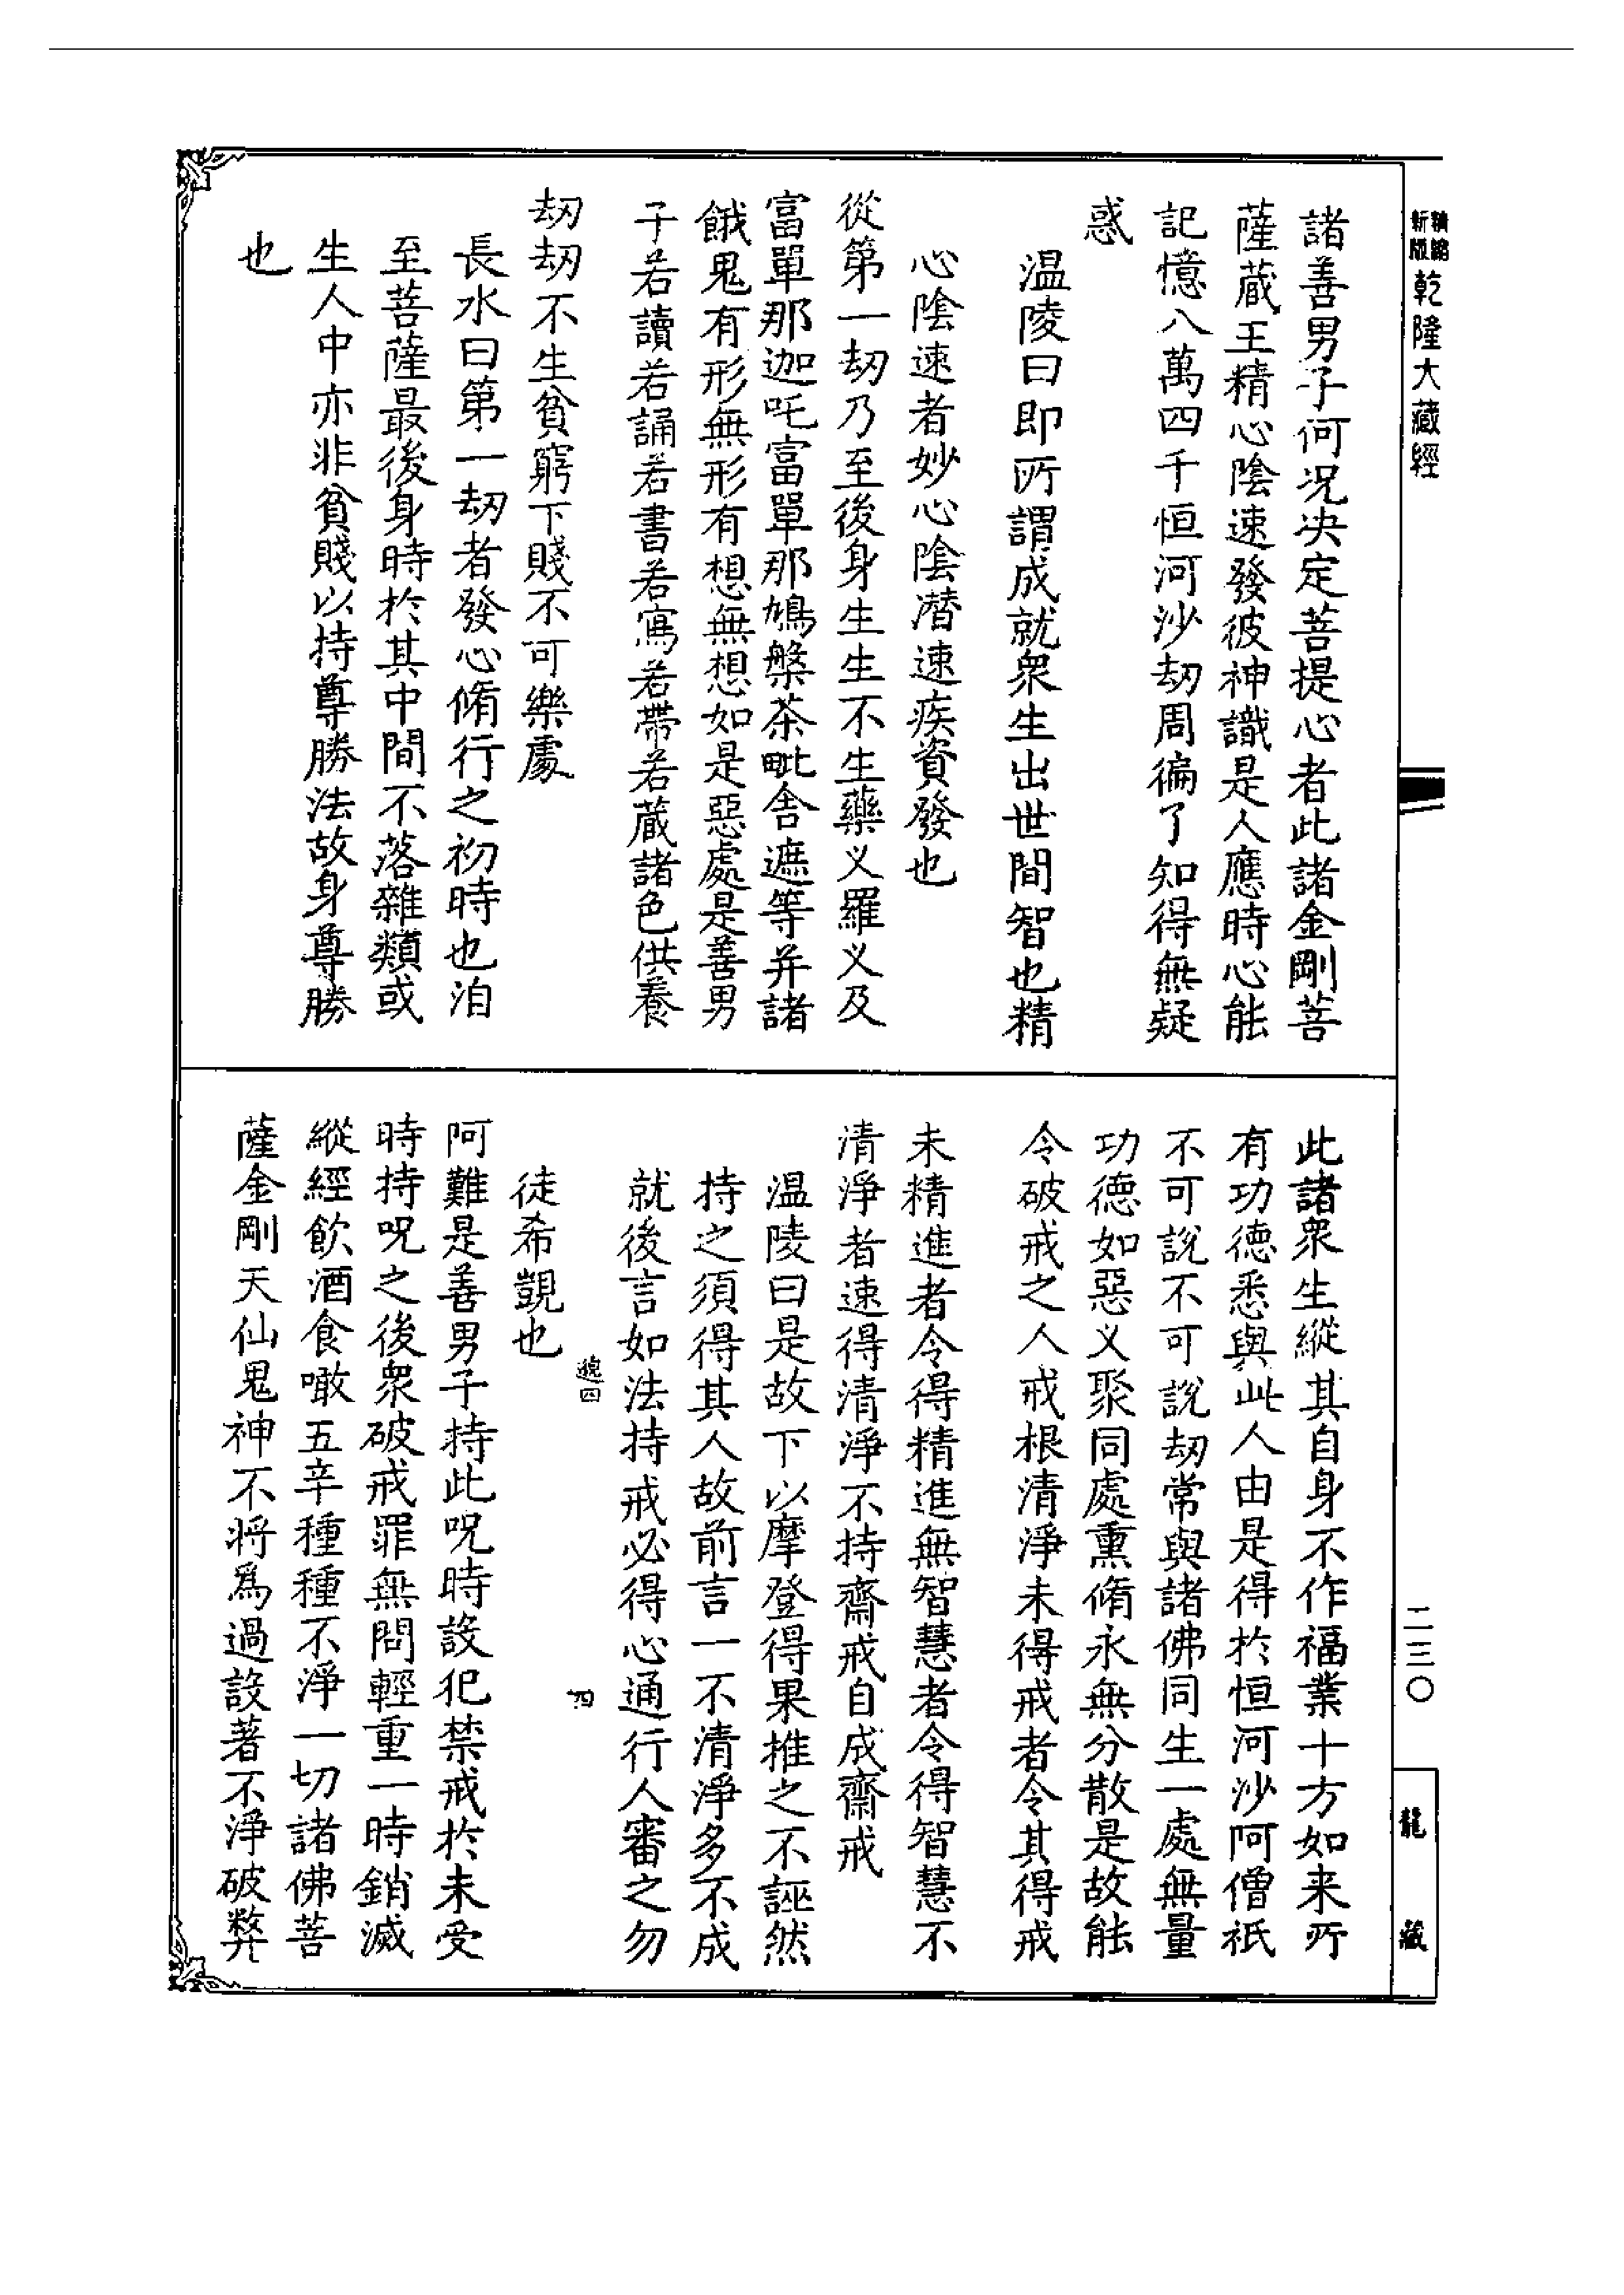 精縮
新版
乾隆大藏經
諸善男子何況决定菩提心者此諸金剛菩
薩蔵王精心陰速發彼神識是人應時心能
記憶八萬四千恒河沙劫周徧了知得無疑
惑
温陵曰即所謂成就衆生出世間智也精
心陰速者妙心陰潛速疾資發也
從第一劫乃至後身生生不生藥叉羅叉及
富單那迦吒富單那鳩槃茶毗舍遮等并諸
餓鬼有形無形有想無想如是惡處是善男
子若讀若誦若書若寫若帶若蔵諸色供養
劫劫不生貧窮下賤不可樂處
長水曰第一劫者發心脩行之初時也洎
至菩薩最後身時於其中間不落雜類或
生人中亦非貧賤以持尊勝法故身尊勝
也
此諸衆生縱其自身不作福業十方如来所
有功德悉與此人由是得於恒河沙阿僧祇
不可說不可說劫常與諸佛同生一處無量
功德如惡叉聚同處熏脩永無分散是故能
令破戒之人戒根清淨未得戒者令其得戒
未精進者令得精進無智慧者令得智慧不
清淨者速得清淨不持齋戒自成齋戒
温陵曰是故下以摩登得果推之不誣然
持之須得其人故前言一不清淨多不成
就後言如法持戒必得心通行人審之勿
徒希覬也
阿難是善男子持此呪時設犯禁戒於未受
時持呪之後衆破戒罪無問輕重一時銷滅
縱經飲酒食噉五辛種種不淨一切諸佛菩
薩金剛天仙鬼神不將爲過設著不淨破弊
二三〇
龍藏